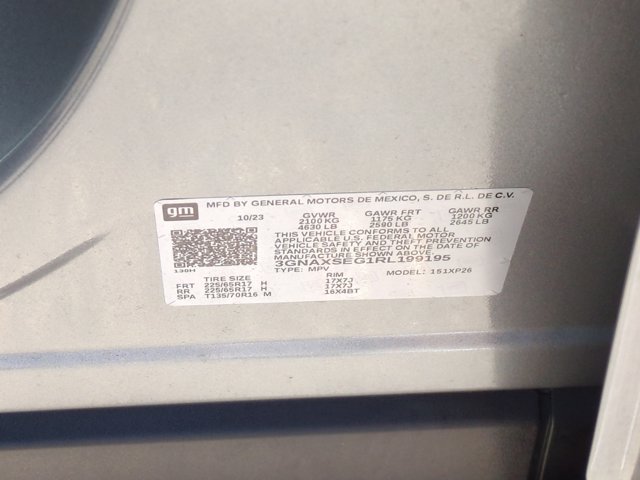 gm MFD BY GENERAL MOTORS DE MEXICO, S. DE R.L. DE C.V.
10/23 GVWR GAWR FRT GAWR RR
2100 KG 1175 KG 1200 KG
4630 LB 2590 LB 2645 LB
THIS VEHICLE CONFORMS TO ALL APPLICABLE
U.S. FEDERAL MOTOR
VEHICLE SAFETY AND THEFT PREVENTION
STANDARDS IN EFFECT ON THE DATE OF
MANUFACTURE SHOWN ABOVE.
3GNAXSEG1RL199195
139H TYPE: MPV MODEL: 1S1XP26
TIRE SIZE RIM
FRT 225/65R17 H 17X7J
RR 225/65R17 H 17X7J
SPA T135/70R16 M 16X4BT